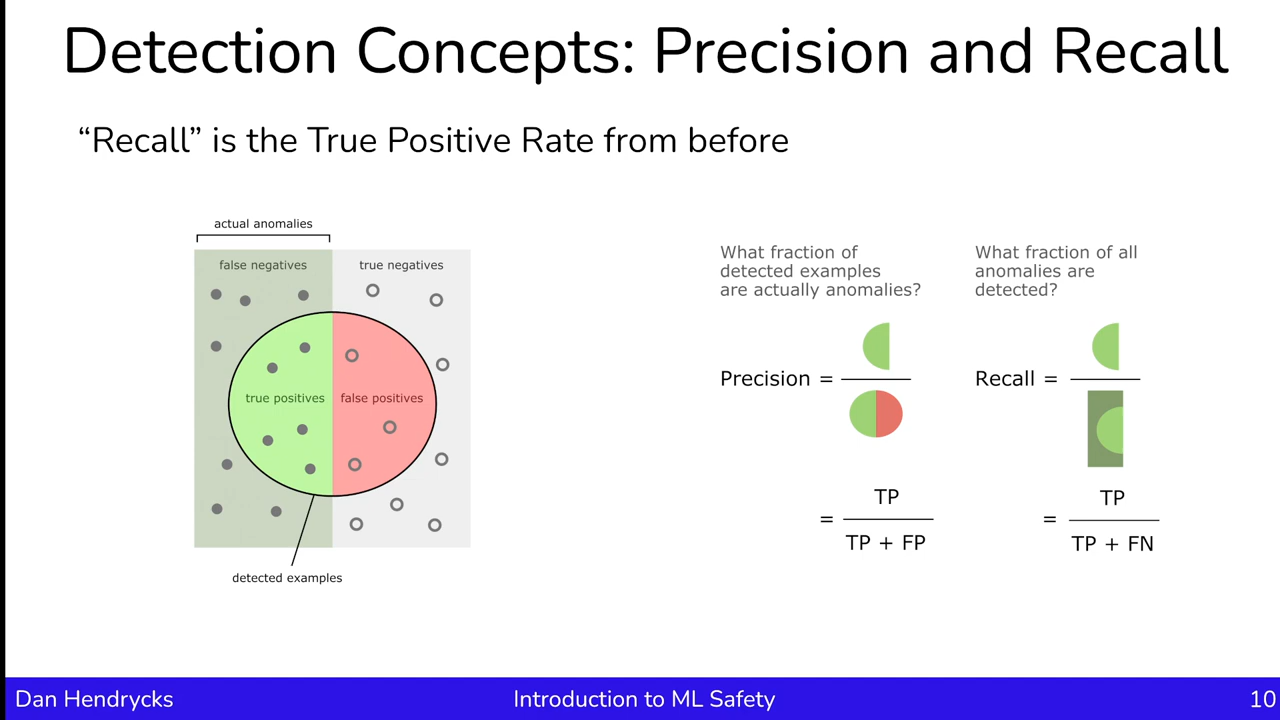 Detection Concepts: Precision and Recall
“Recall” is the True Positive Rate from before
actual anomalies
false negatives
true negatives
true positives
false positives
detected examples
What fraction of
detected examples
are actually anomalies?
Precision =
=
TP
TP + FP
What fraction of all
anomalies are
detected?
Recall =
=
TP
TP + FN
Dan Hendrycks
Introduction to ML Safety
10